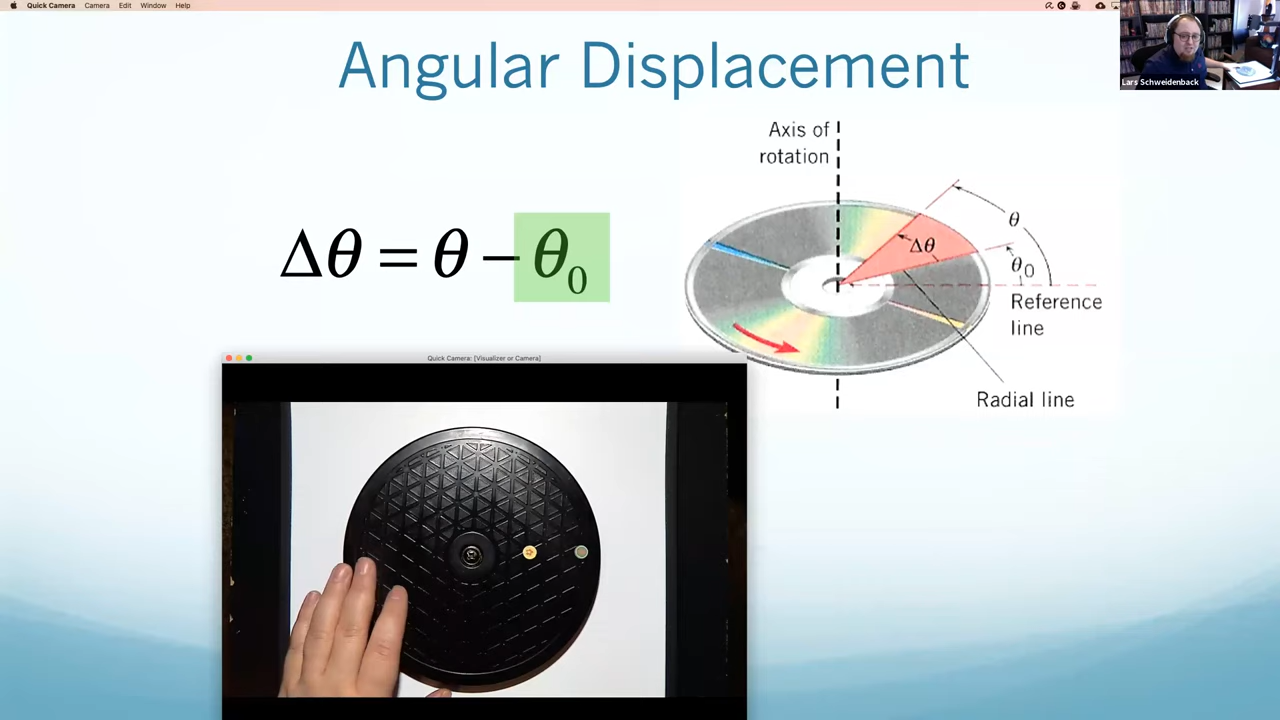 Quick Camera Camera Edit Window Help
Lars Schweidenback
Angular Displacement
Δθ = θ − θ₀
Axis of
rotation
θ
Δθ
θ₀
Reference
line
Radial line
Quick Camera: [Visualizer or Camera]